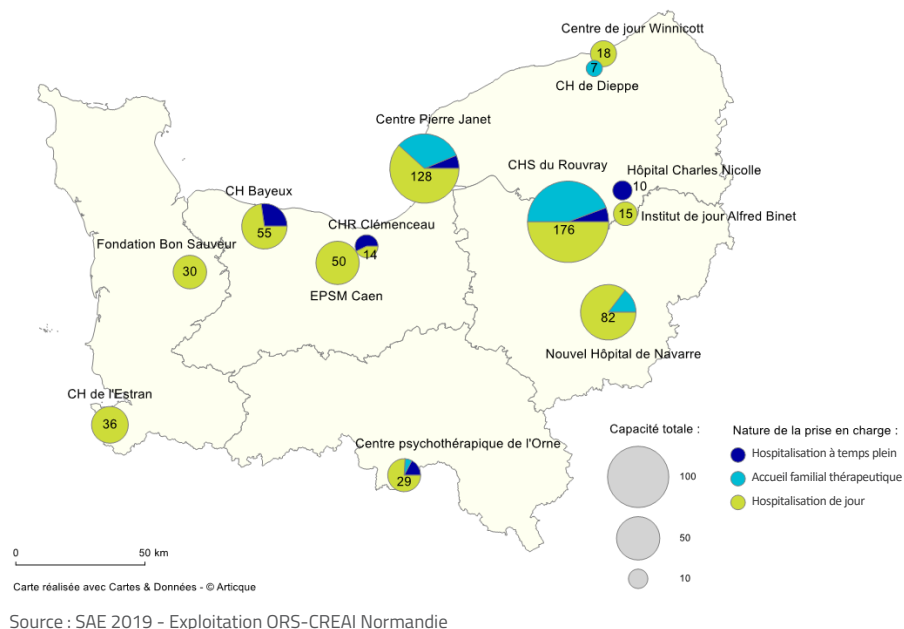 Centre de jour Winnicott
18
7
CH de Dieppe
Centre Pierre Janet
128
CHS du Rouvray
176
Hôpital Charles Nicolle
10
15
Institut de jour Alfred Binet
CH Bayeux
55
CHR Clémenceau
14
Fondation Bon Sauveur
30
50
EPSM Caen
82
Nouvel Hôpital de Navarre
CH de l'Estran
36
Centre psychothérapique de l'Orne
29
Capacité totale :
100
50
10
Nature de la prise en charge :
Hospitalisation à temps plein
Accueil familial thérapeutique
Hospitalisation de jour
0 50 km
Carte réalisée avec Cartes & Données - © Articque
Source : SAE 2019 - Exploitation ORS-CREAI Normandie